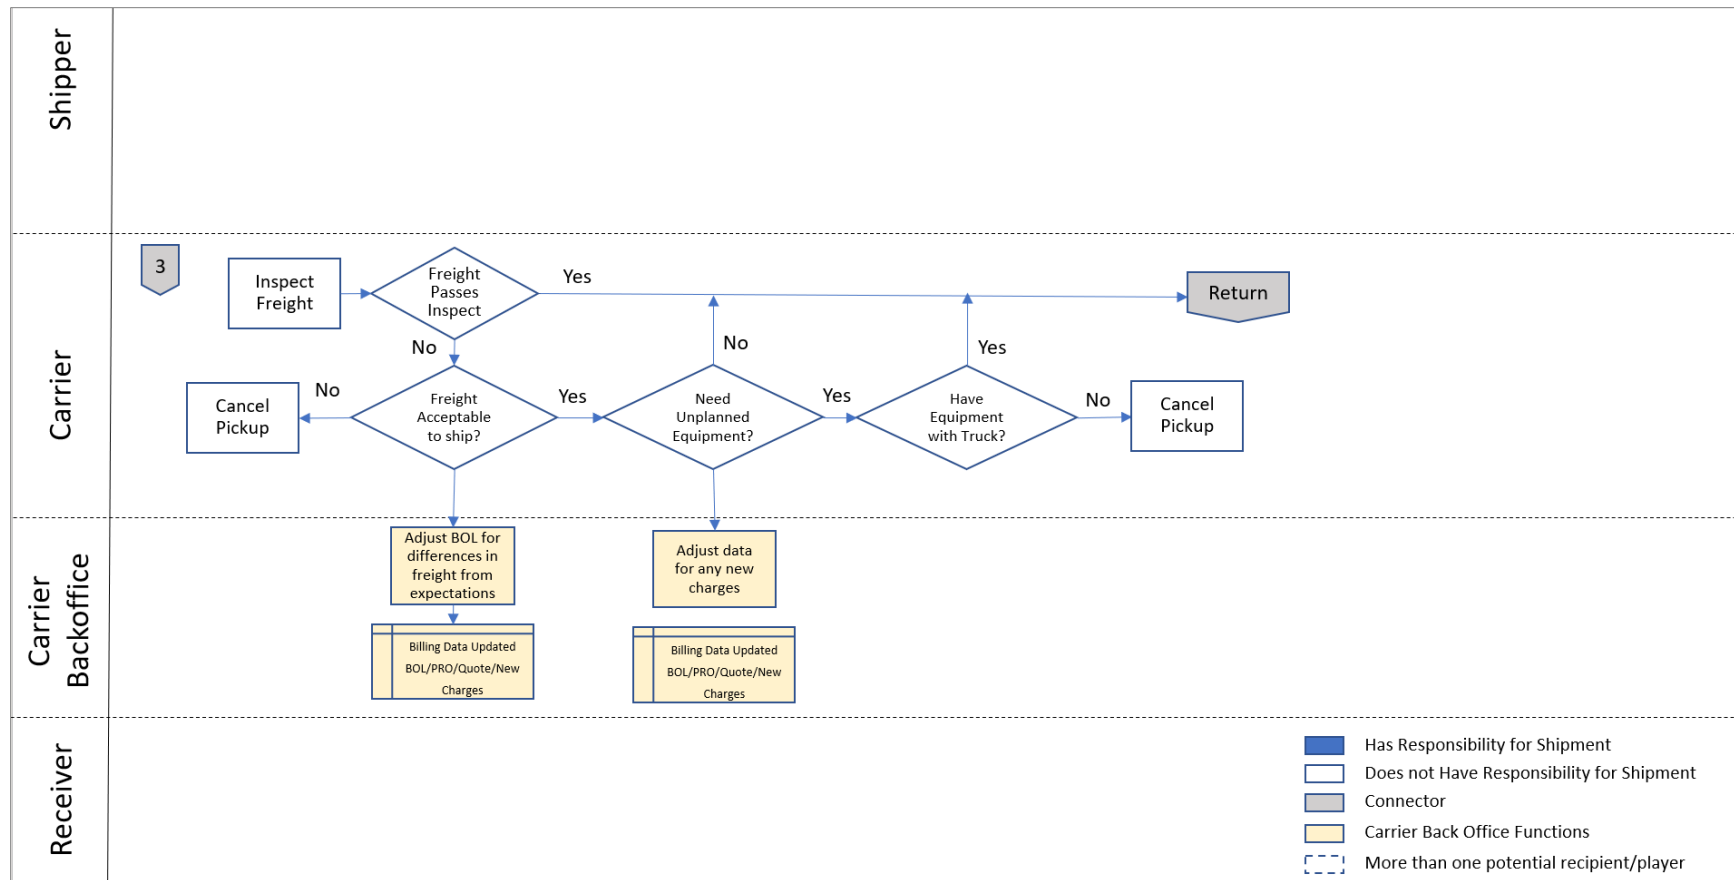 Shipper
Carrier
3
Inspect
Freight
Freight
Passes
Inspect
Yes
Return
No
No
Yes
Cancel
Pickup
No
Freight
Acceptable
to ship?
Yes
Need
Unplanned
Equipment?
Yes
Have
Equipment
with Truck?
No
Cancel
Pickup
Carrier
Backoffice
Adjust BOL for
differences in
freight from
expectations
Adjust data
for any new
charges
Billing Data Updated
BOL/PRO/Quote/New
Charges
Billing Data Updated
BOL/PRO/Quote/New
Charges
Receiver
Has Responsibility for Shipment
Does not Have Responsibility for Shipment
Connector
Carrier Back Office Functions
More than one potential recipient/player